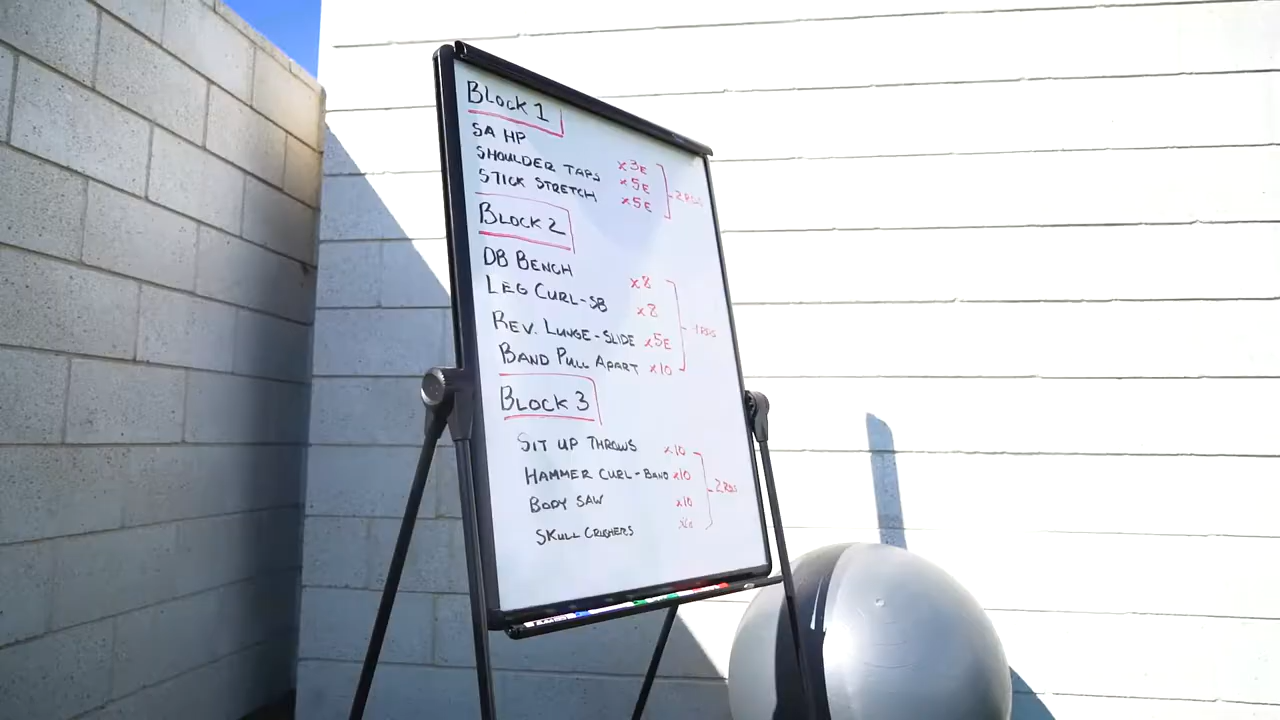 Block 1
SA HP x3E
SHOULDER TAPS x5E
STICK STRETCH x5E
2 RDS
Block 2
DB BENCH x8
LEG CURL-SB x8
REV. LUNGE-SLIDE x5E
BAND PULL APART x10
RDS
Block 3
SIT UP THROWS x10
HAMMER CURL-BAND x10
BODY SAW x10
SKULL CRUSHERS
2 RDS